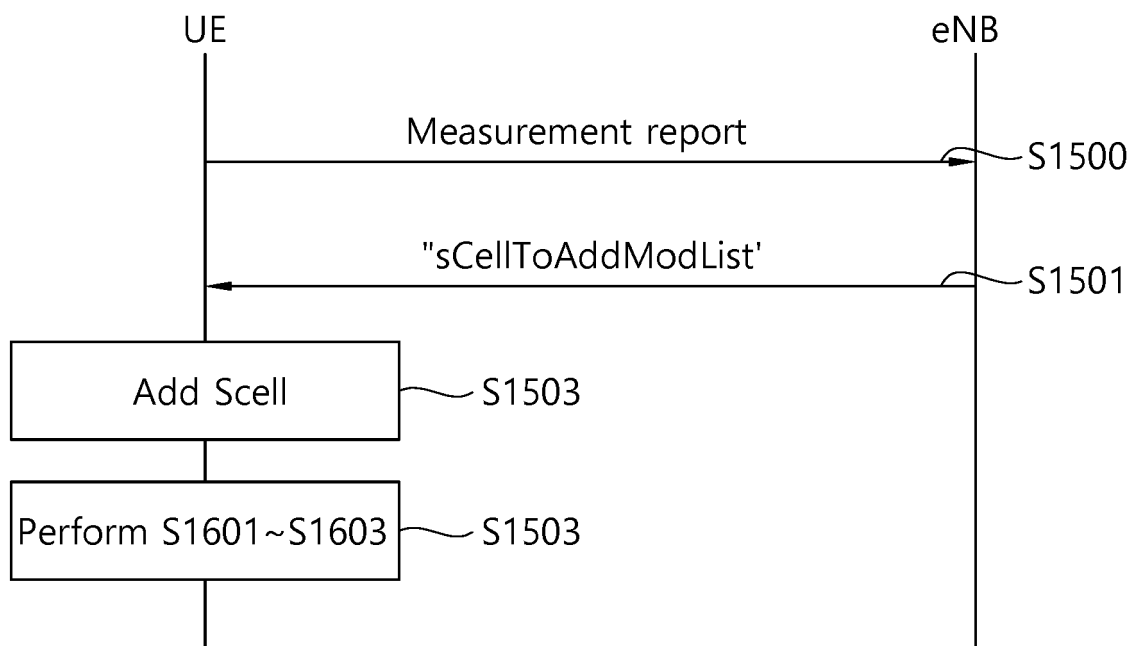 UE eNB
Measurement report
S1500
"sCellToAddModList'
S1501
Add Scell S1503
Perform S1601~S1603 S1503